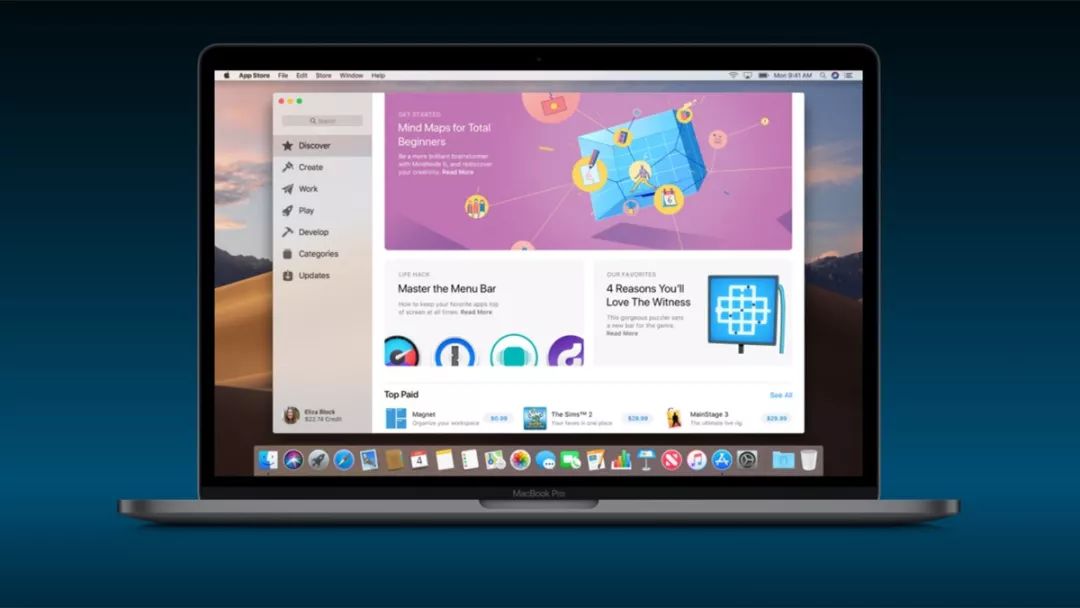 App Store File Edit Store Window Help
Mon 9:41 AM
Search
Discover
Create
Work
Play
Develop
Categories
Updates
Eliza Block
$22.74 Credit
GET STARTED
Mind Maps for Total
Beginners
Be a more brilliant brainstormer
with MindNode 5, and rediscover
your creativity. Read More
LIFE HACK
Master the Menu Bar
How to keep your favorite apps top
of screen at all times. Read More
OUR FAVORITES
4 Reasons You'll
Love The Witness
This gorgeous puzzler sets
a new bar for the genre.
Read More
Top Paid
See All
Magnet
Organize your workspace
$0.99
The Sims™ 2
Your faves in one place
$29.99
MainStage 3
The ultimate live rig
$29.99
4
MacBook Pro